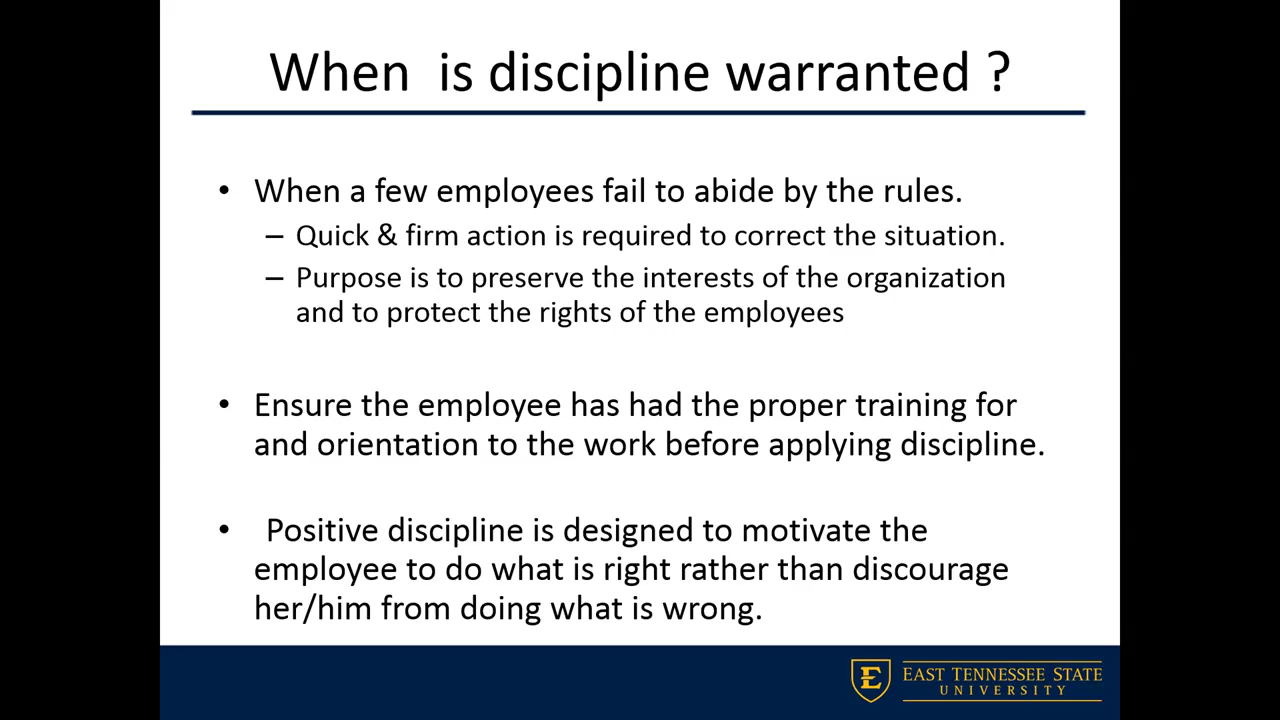 When  is discipline warranted ?
• When a few employees fail to abide by the rules.
– Quick & firm action is required to correct the situation.
– Purpose is to preserve the interests of the organization
and to protect the rights of the employees
• Ensure the employee has had the proper training for
and orientation to the work before applying discipline.
•  Positive discipline is designed to motivate the
employee to do what is right rather than discourage
her/him from doing what is wrong.
E
EAST TENNESSEE STATE
UNIVERSITY